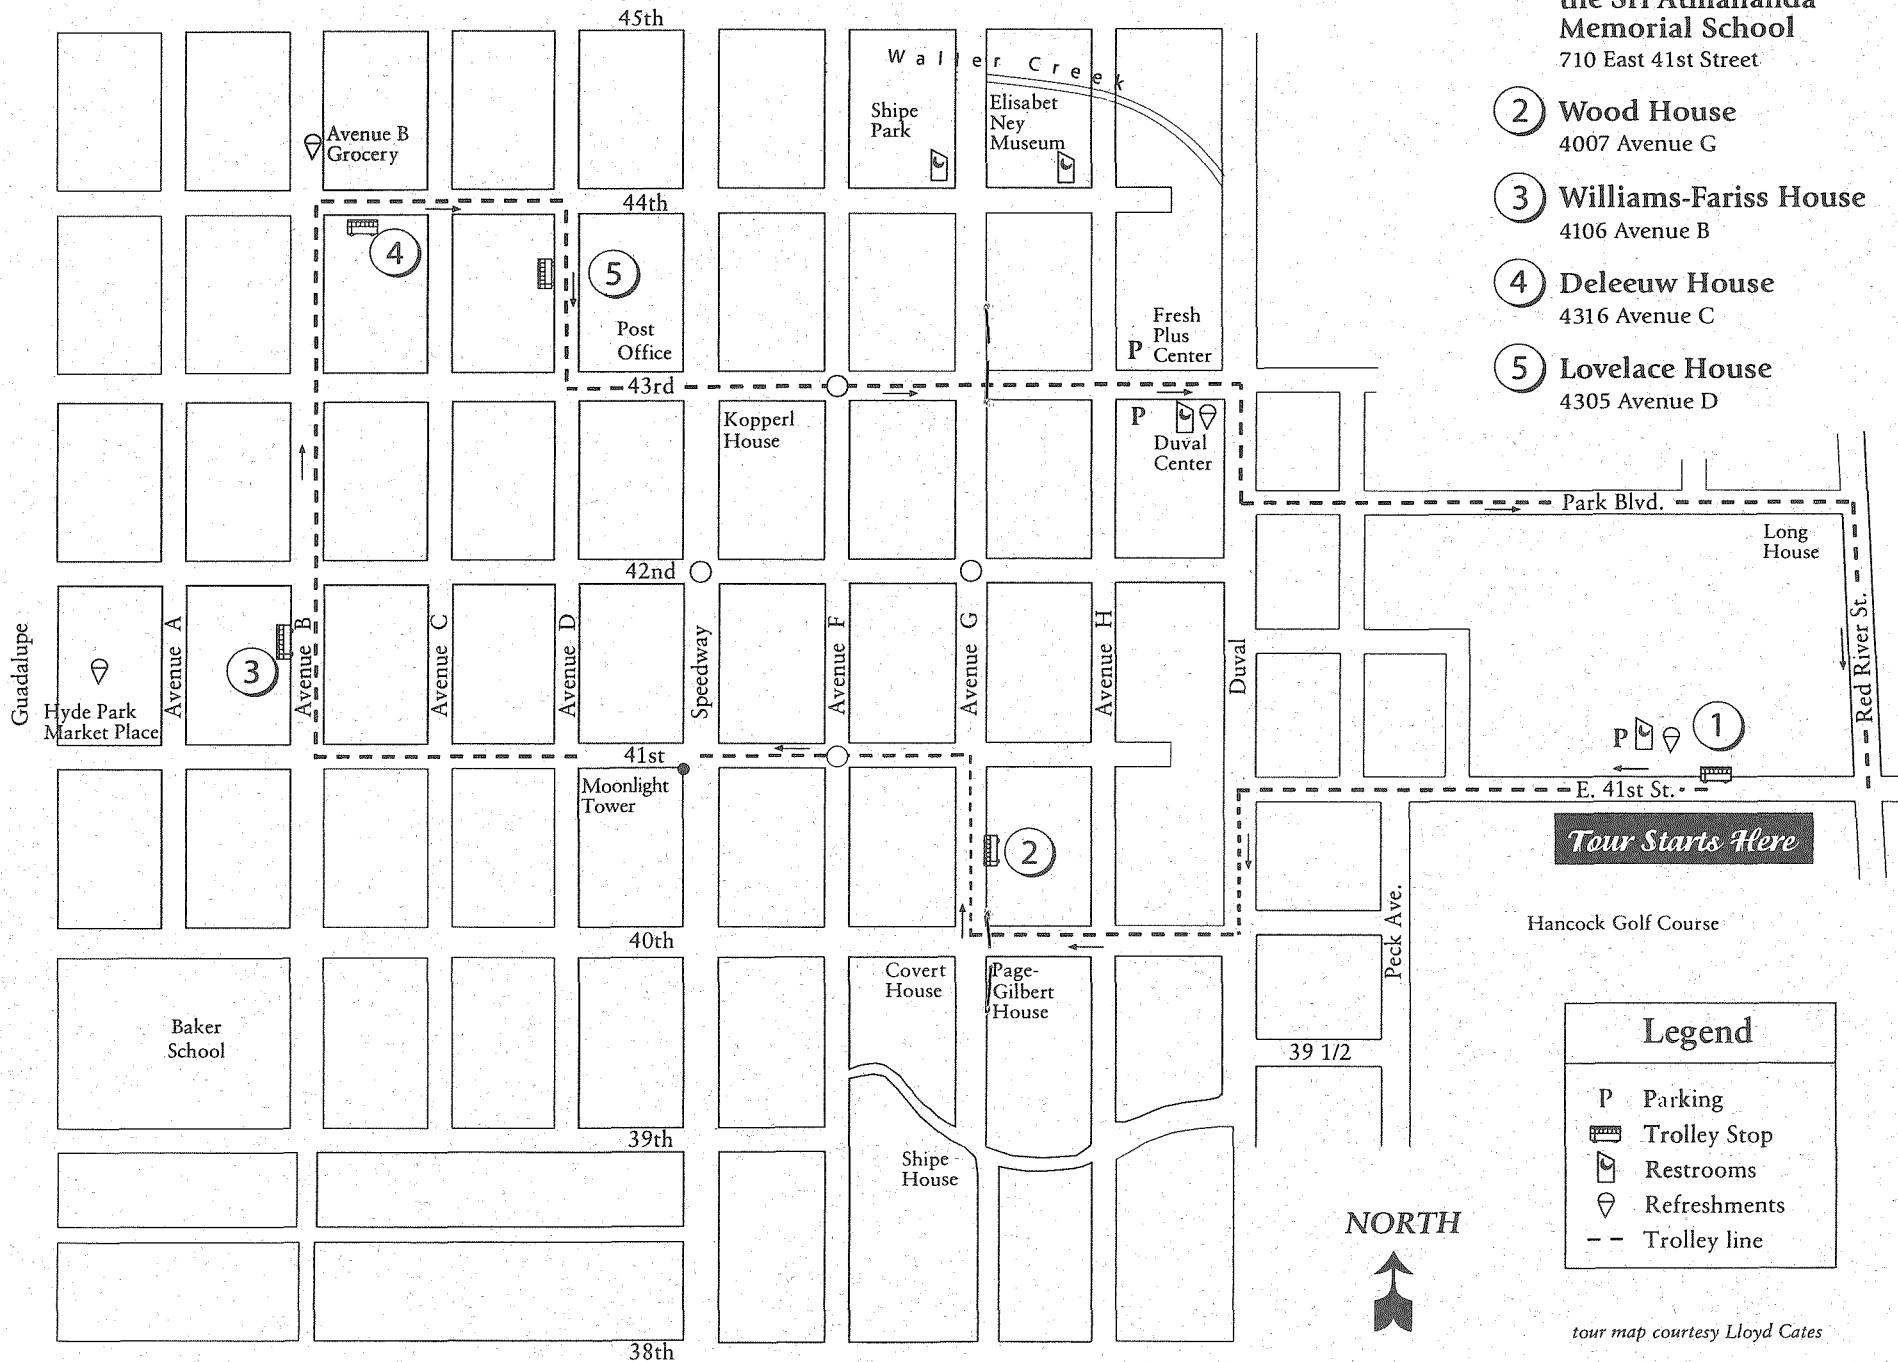 Memorial School
710 East 41st Street
2 Wood House
4007 Avenue G
3 Williams-Fariss House
4106 Avenue B
4 Deleeuw House
4316 Avenue C
5 Lovelace House
4305 Avenue D
45th
Waller Creek
Shipe
Park
Elisabet
Ney
Museum
Avenue B
Grocery
44th
4
5
Post
Office
Fresh
Plus
P Center
43rd
Kopperl
House
P
Duval
Center
Park Blvd.
Long
House
42nd
Guadalupe
Avenue A
Avenue B
Avenue C
Avenue D
Speedway
Avenue F
Avenue G
Avenue H
Duval
Red River St.
3
Hyde Park
Market Place
P
1
41st
Moonlight
Tower
E. 41st St.
Tour Starts Here
2
Peck Ave.
Hancock Golf Course
40th
Covert
House
Page-
Gilbert
House
Baker
School
39 1/2
39th
Shipe
House
38th
NORTH
Legend
P Parking
Trolley Stop
Restrooms
Refreshments
Trolley line
tour map courtesy Lloyd Cates